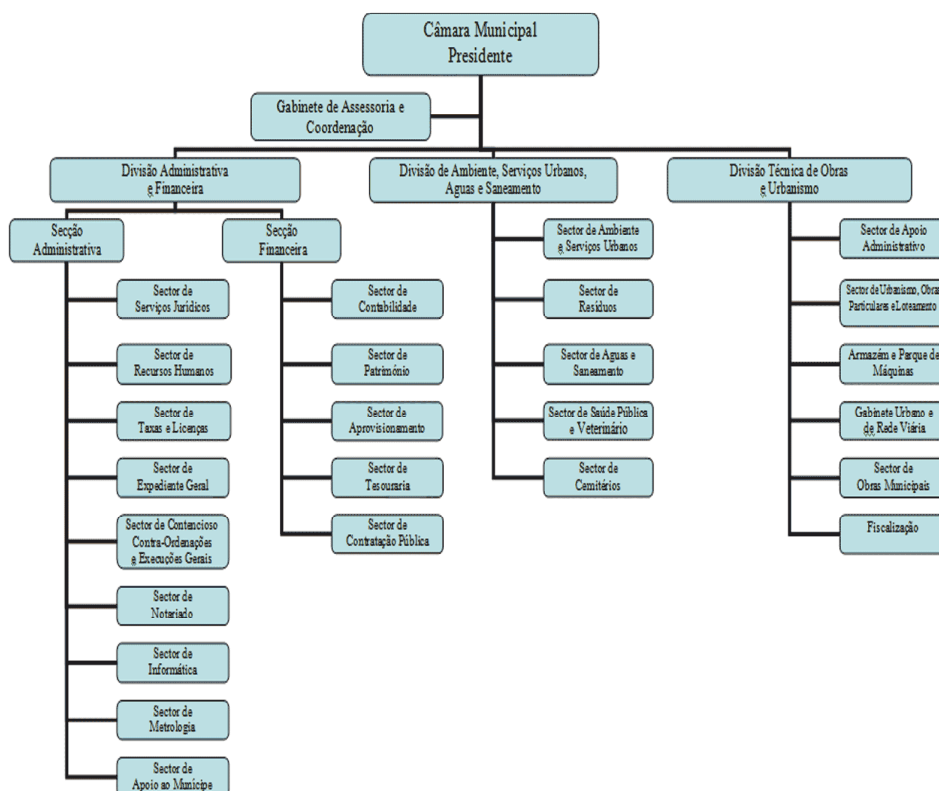 Câmara Municipal
Presidente
Gabinete de Assessoria e
Coordenação
Divisão Administrativa
e Financeira
Divisão de Ambiente, Serviços Urbanos,
Aguas e Saneamento
Divisão Técnica de Obras
e Urbanismo
Secção
Administrativa
Sector de
Serviços Jurídicos
Sector de
Recursos Humanos
Sector de
Taxas e Licenças
Sector de
Expediente Geral
Sector de Contencioso
Contra-Ordenações
e Execuções Gerais
Sector de
Notariado
Sector de
Informática
Sector de
Metrologia
Sector de
Apoio ao Munícipe
Secção
Financeira
Sector de
Contabilidade
Sector de
Património
Sector de
Aprovisionamento
Sector de
Tesouraria
Sector de
Contratação Pública
Sector de Ambiente
e Serviços Urbanos
Sector de
Resíduos
Sector de Aguas e
Saneamento
Sector de Saúde Pública
e Veterinário
Sector de
Cemitérios
Sector de Apoio
Administrativo
Sector de Urbanismo, Obras
Particulares e Loteamento
Armazém e Parque de
Máquinas
Gabinete Urbano e
de Rede Viária
Sector de
Obras Municipais
Fiscalização